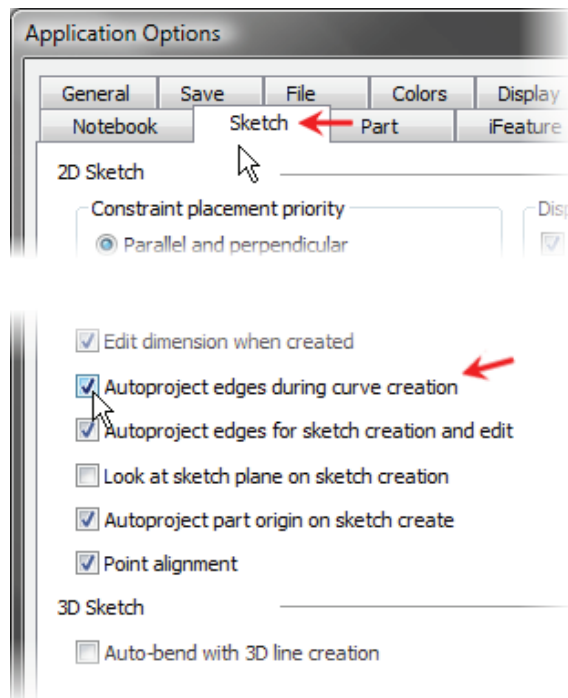 Application Options
General Save File Colors Display
Notebook Sketch Part iFeature
2D Sketch
Constraint placement priority
Parallel and perpendicular
Edit dimension when created
Autoproject edges during curve creation
Autoproject edges for sketch creation and edit
Look at sketch plane on sketch creation
Autoproject part origin on sketch create
Point alignment
3D Sketch
Auto-bend with 3D line creation